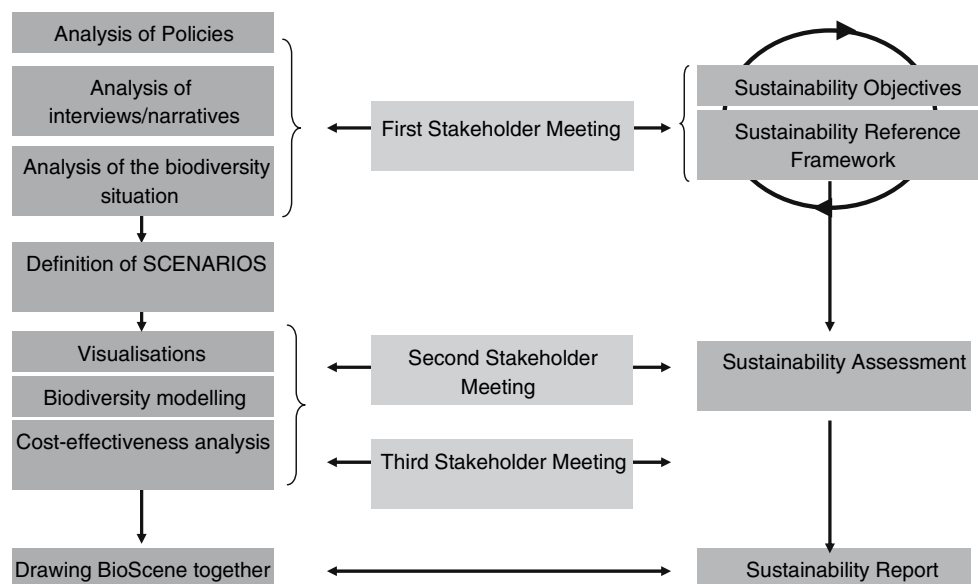 Analysis of Policies
Analysis of
interviews/narratives
Analysis of the biodiversity
situation
Definition of SCENARIOS
Visualisations
Biodiversity modelling
Cost-effectiveness analysis
Drawing BioScene together
First Stakeholder Meeting
Second Stakeholder
Meeting
Third Stakeholder Meeting
Sustainability Objectives
Sustainability Reference
Framework
Sustainability Assessment
Sustainability Report